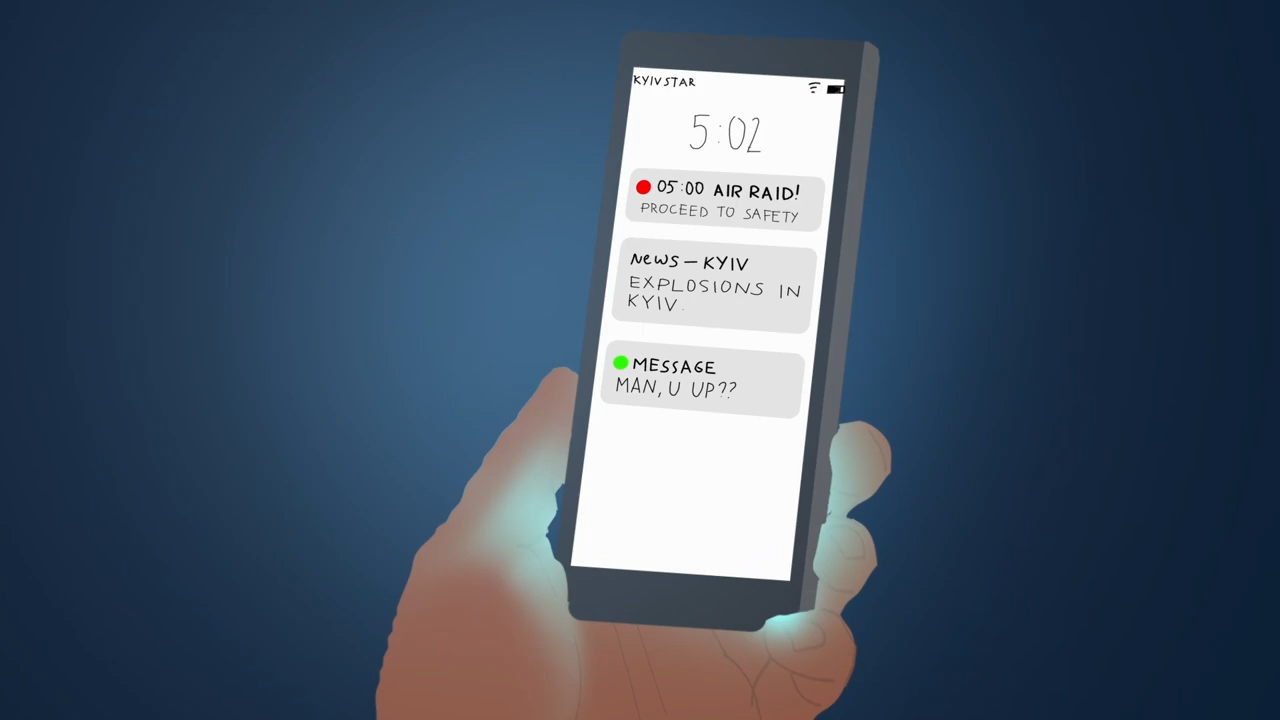 KYIVSTAR
5:02
05:00 AIR RAID!
PROCEED TO SAFETY
News – KYIV
EXPLOSIONS IN
KYIV.
MESSAGE
MAN, U UP??